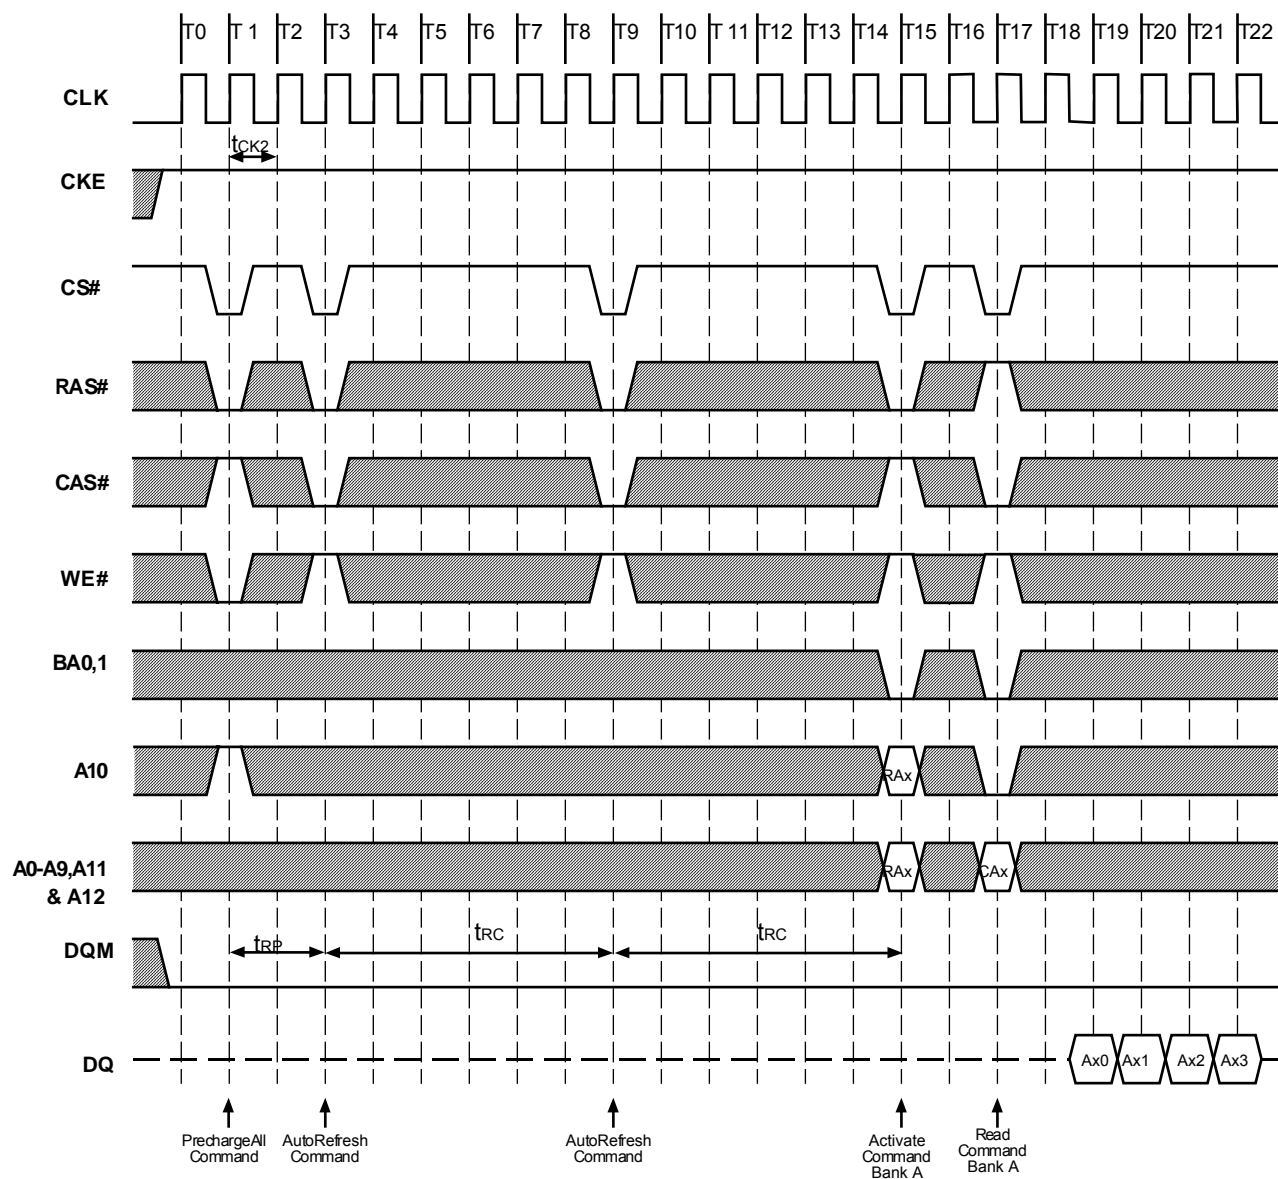 T0 T 1 T2 T3 T4 T5 T6 T7 T8 T9 T10 T 11 T12 T13 T14 T15 T16 T17 T18 T19 T20 T21 T22
CLK
tCK2
CKE
CS#
RAS#
CAS#
WE#
BA0,1
A10
RAx
A0-A9,A11
& A12
RAx CAx
DQM
tRP tRC tRC
DQ
Ax0 Ax1 Ax2 Ax3
PrechargeAll
Command
AutoRefresh
Command
AutoRefresh
Command
Activate
Command
Bank A
Read
Command
Bank A